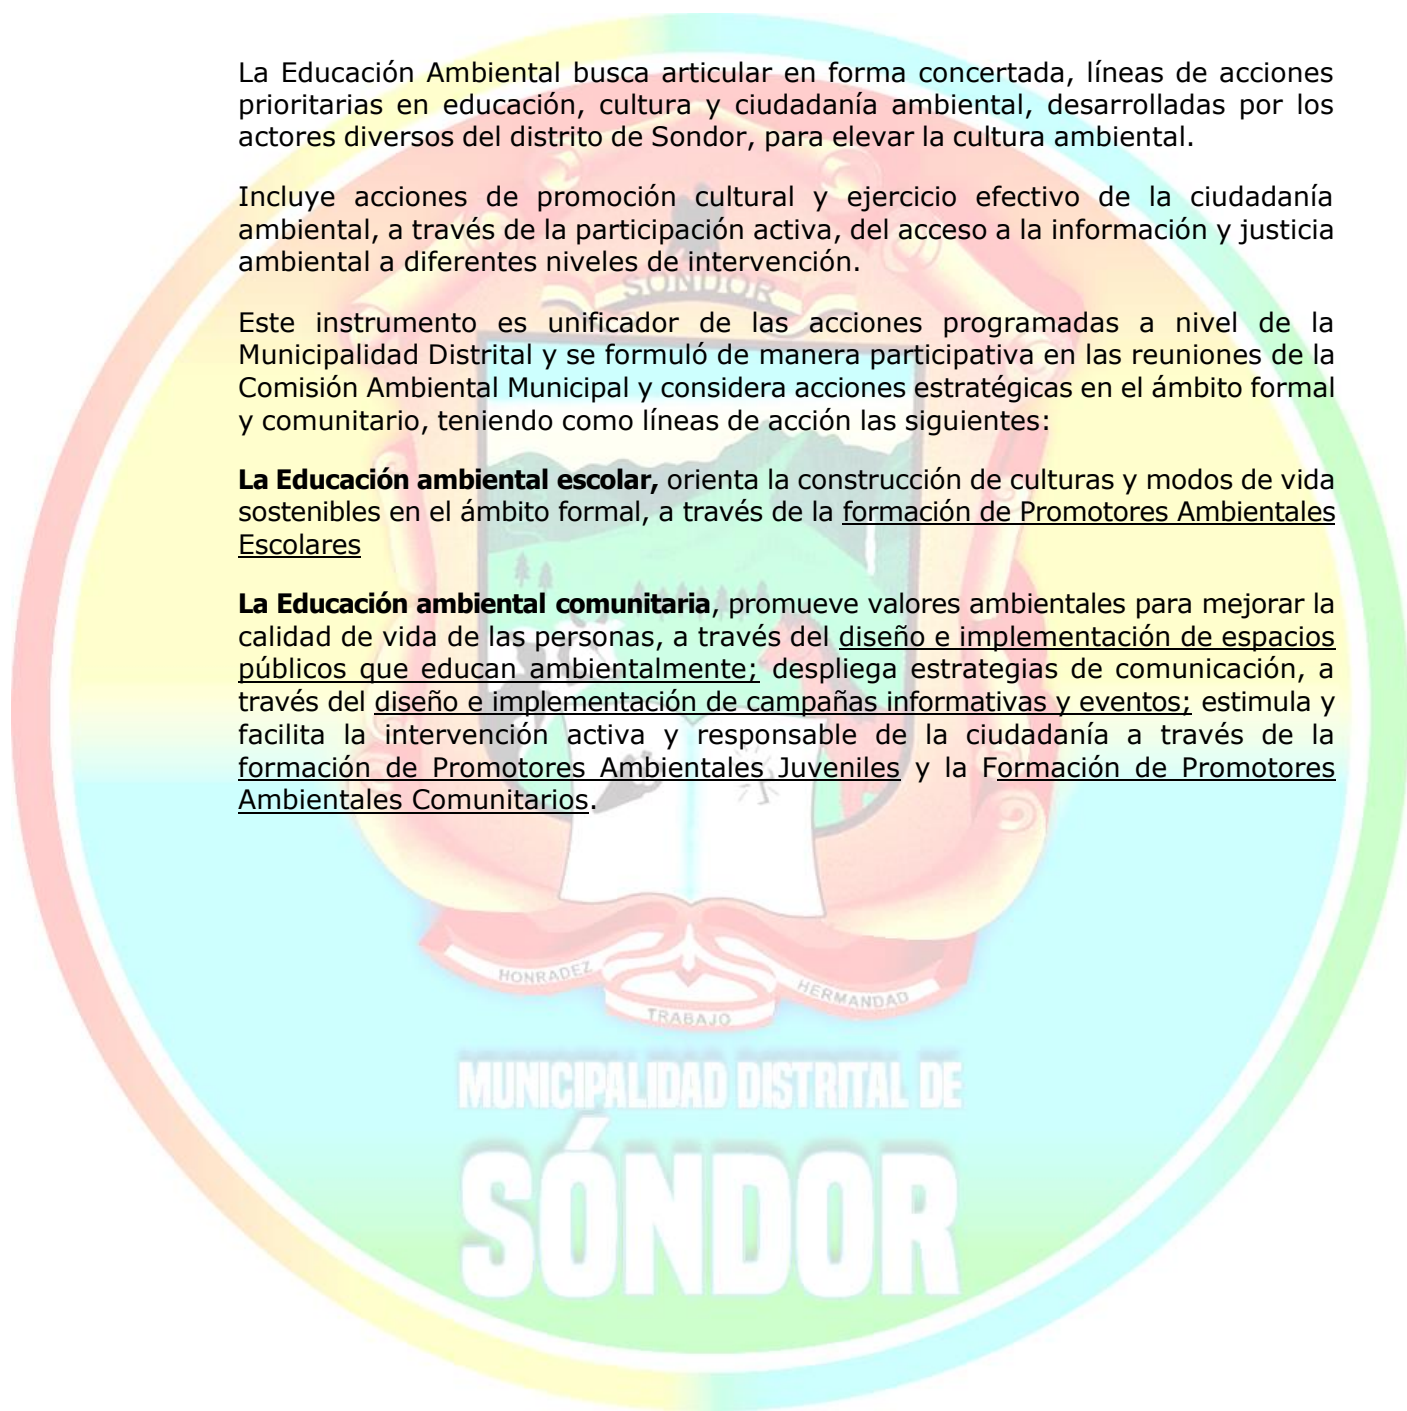 La Educación Ambiental busca articular en forma concertada, líneas de acciones
prioritarias en educación, cultura y ciudadanía ambiental, desarrolladas por los
actores diversos del distrito de Sondor, para elevar la cultura ambiental.
Incluye acciones de promoción cultural y ejercicio efectivo de la ciudadanía
ambiental, a través de la participación activa, del acceso a la información y justicia
ambiental a diferentes niveles de intervención.
SONDOR
Este instrumento es unificador de las acciones programadas a nivel de la
Municipalidad Distrital y se formuló de manera participativa en las reuniones de la
Comisión Ambiental Municipal y considera acciones estratégicas en el ámbito formal
y comunitario, teniendo como líneas de acción las siguientes:
La Educación ambiental escolar, orienta la construcción de culturas y modos de vida
sostenibles en el ámbito formal, a través de la formación de Promotores Ambientales
Escolares
La Educación ambiental comunitaria, promueve valores ambientales para mejorar la
calidad de vida de las personas, a través del diseño e implementación de espacios
públicos que educan ambientalmente; despliega estrategias de comunicación, a
través del diseño e implementación de campañas informativas y eventos; estimula y
facilita la intervención activa y responsable de la ciudadanía a través de la
formación de Promotores Ambientales Juveniles y la Formación de Promotores
Ambientales Comunitarios.
HONRADEZ
TRABAJO
HERMANDAD
MUNICIPALIDAD DISTRITAL DE
SÓNDOR